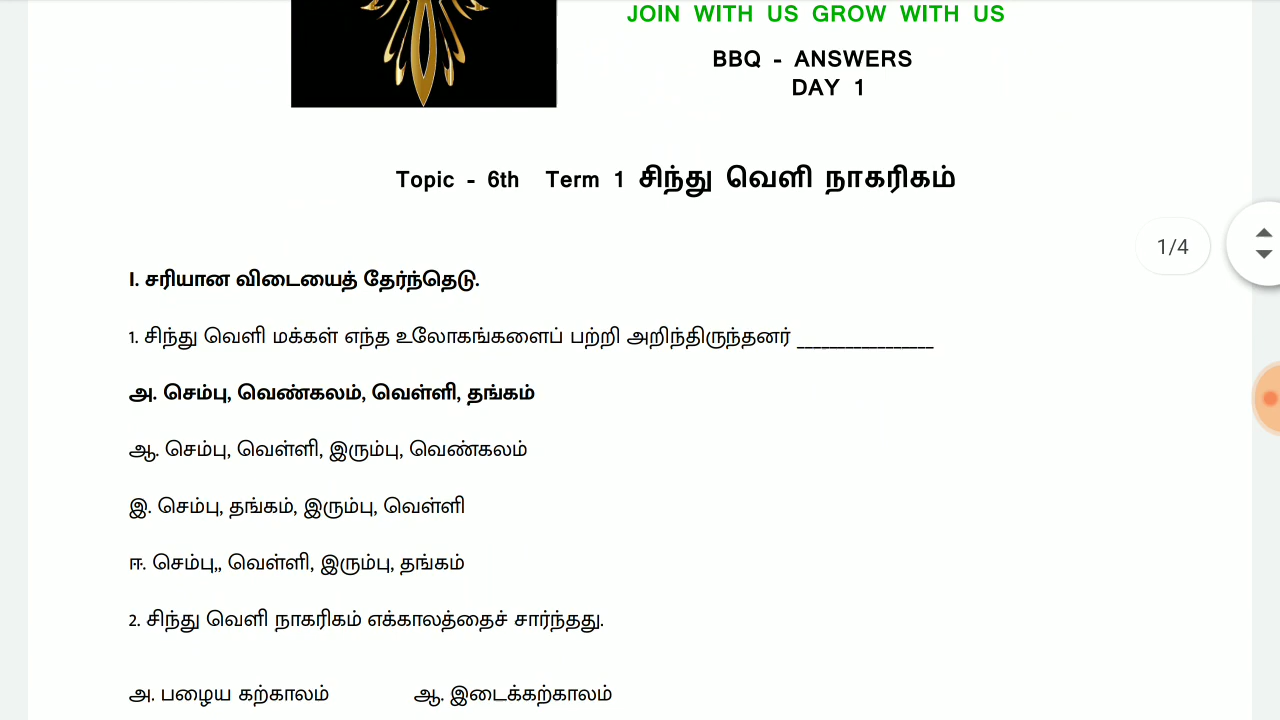 JOIN WITH US GROW WITH US
BBQ - ANSWERS
DAY 1
Topic - 6th Term 1 சிந்து வெளி நாகரிகம்
1/4
I. சரியான விடையைத் தேர்ந்தெடு.
1. சிந்து வெளி மக்கள் எந்த உலோகங்களைப் பற்றி அறிந்திருந்தனர் ________________
அ. செம்பு, வெண்கலம், வெள்ளி, தங்கம்
ஆ. செம்பு, வெள்ளி, இரும்பு, வெண்கலம்
இ. செம்பு, தங்கம், இரும்பு, வெள்ளி
ஈ. செம்பு,, வெள்ளி, இரும்பு, தங்கம்
2. சிந்து வெளி நாகரிகம் எக்காலத்தைச் சார்ந்தது.
அ. பழைய கற்காலம் ஆ. இடைக்கற்காலம்